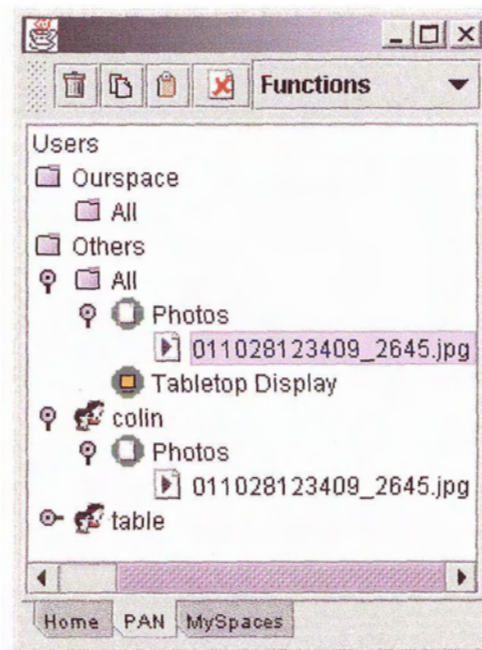 Functions
Users
Ourspace
All
Others
All
Photos
011028123409_2645.jpg
Tabletop Display
colin
Photos
011028123409_2645.jpg
table
Home PAN MySpaces